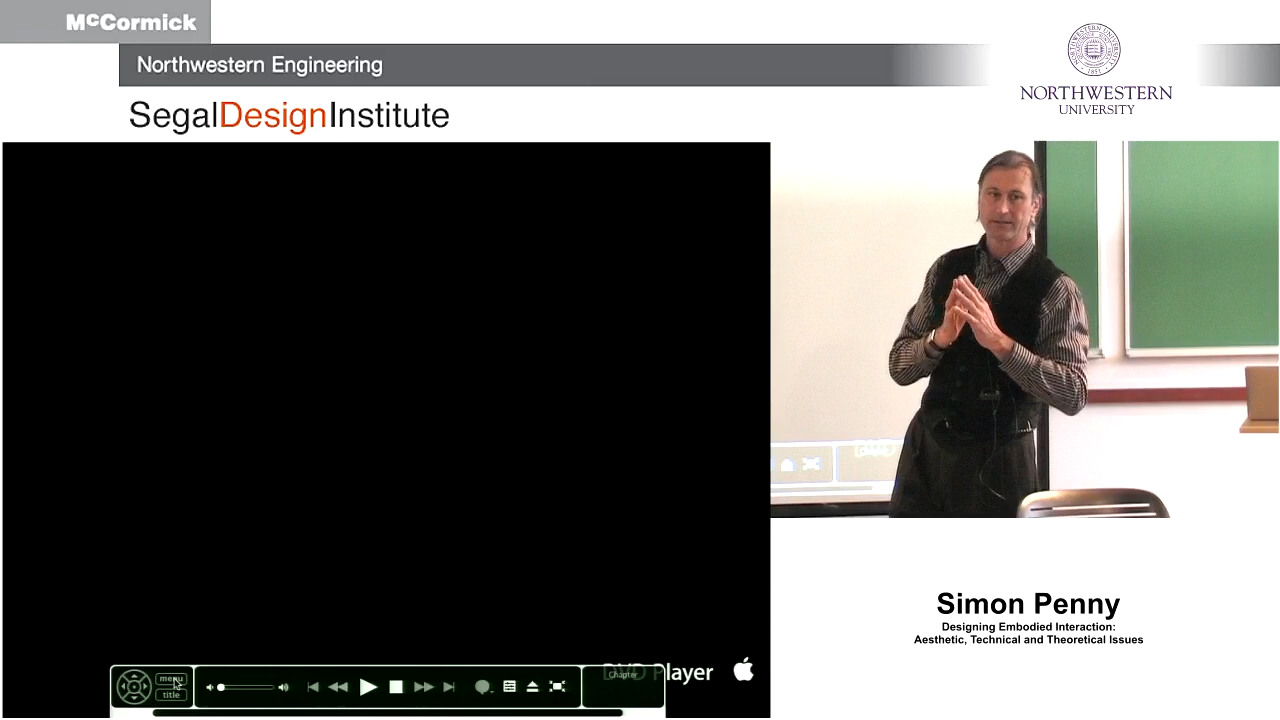 McCormick
Northwestern Engineering
NORTHWESTERN
UNIVERSITY
SegalDesignInstitute
Simon Penny
Designing Embodied Interaction:
Aesthetic, Technical and Theoretical Issues
DVD Player
menu
title
Chapter